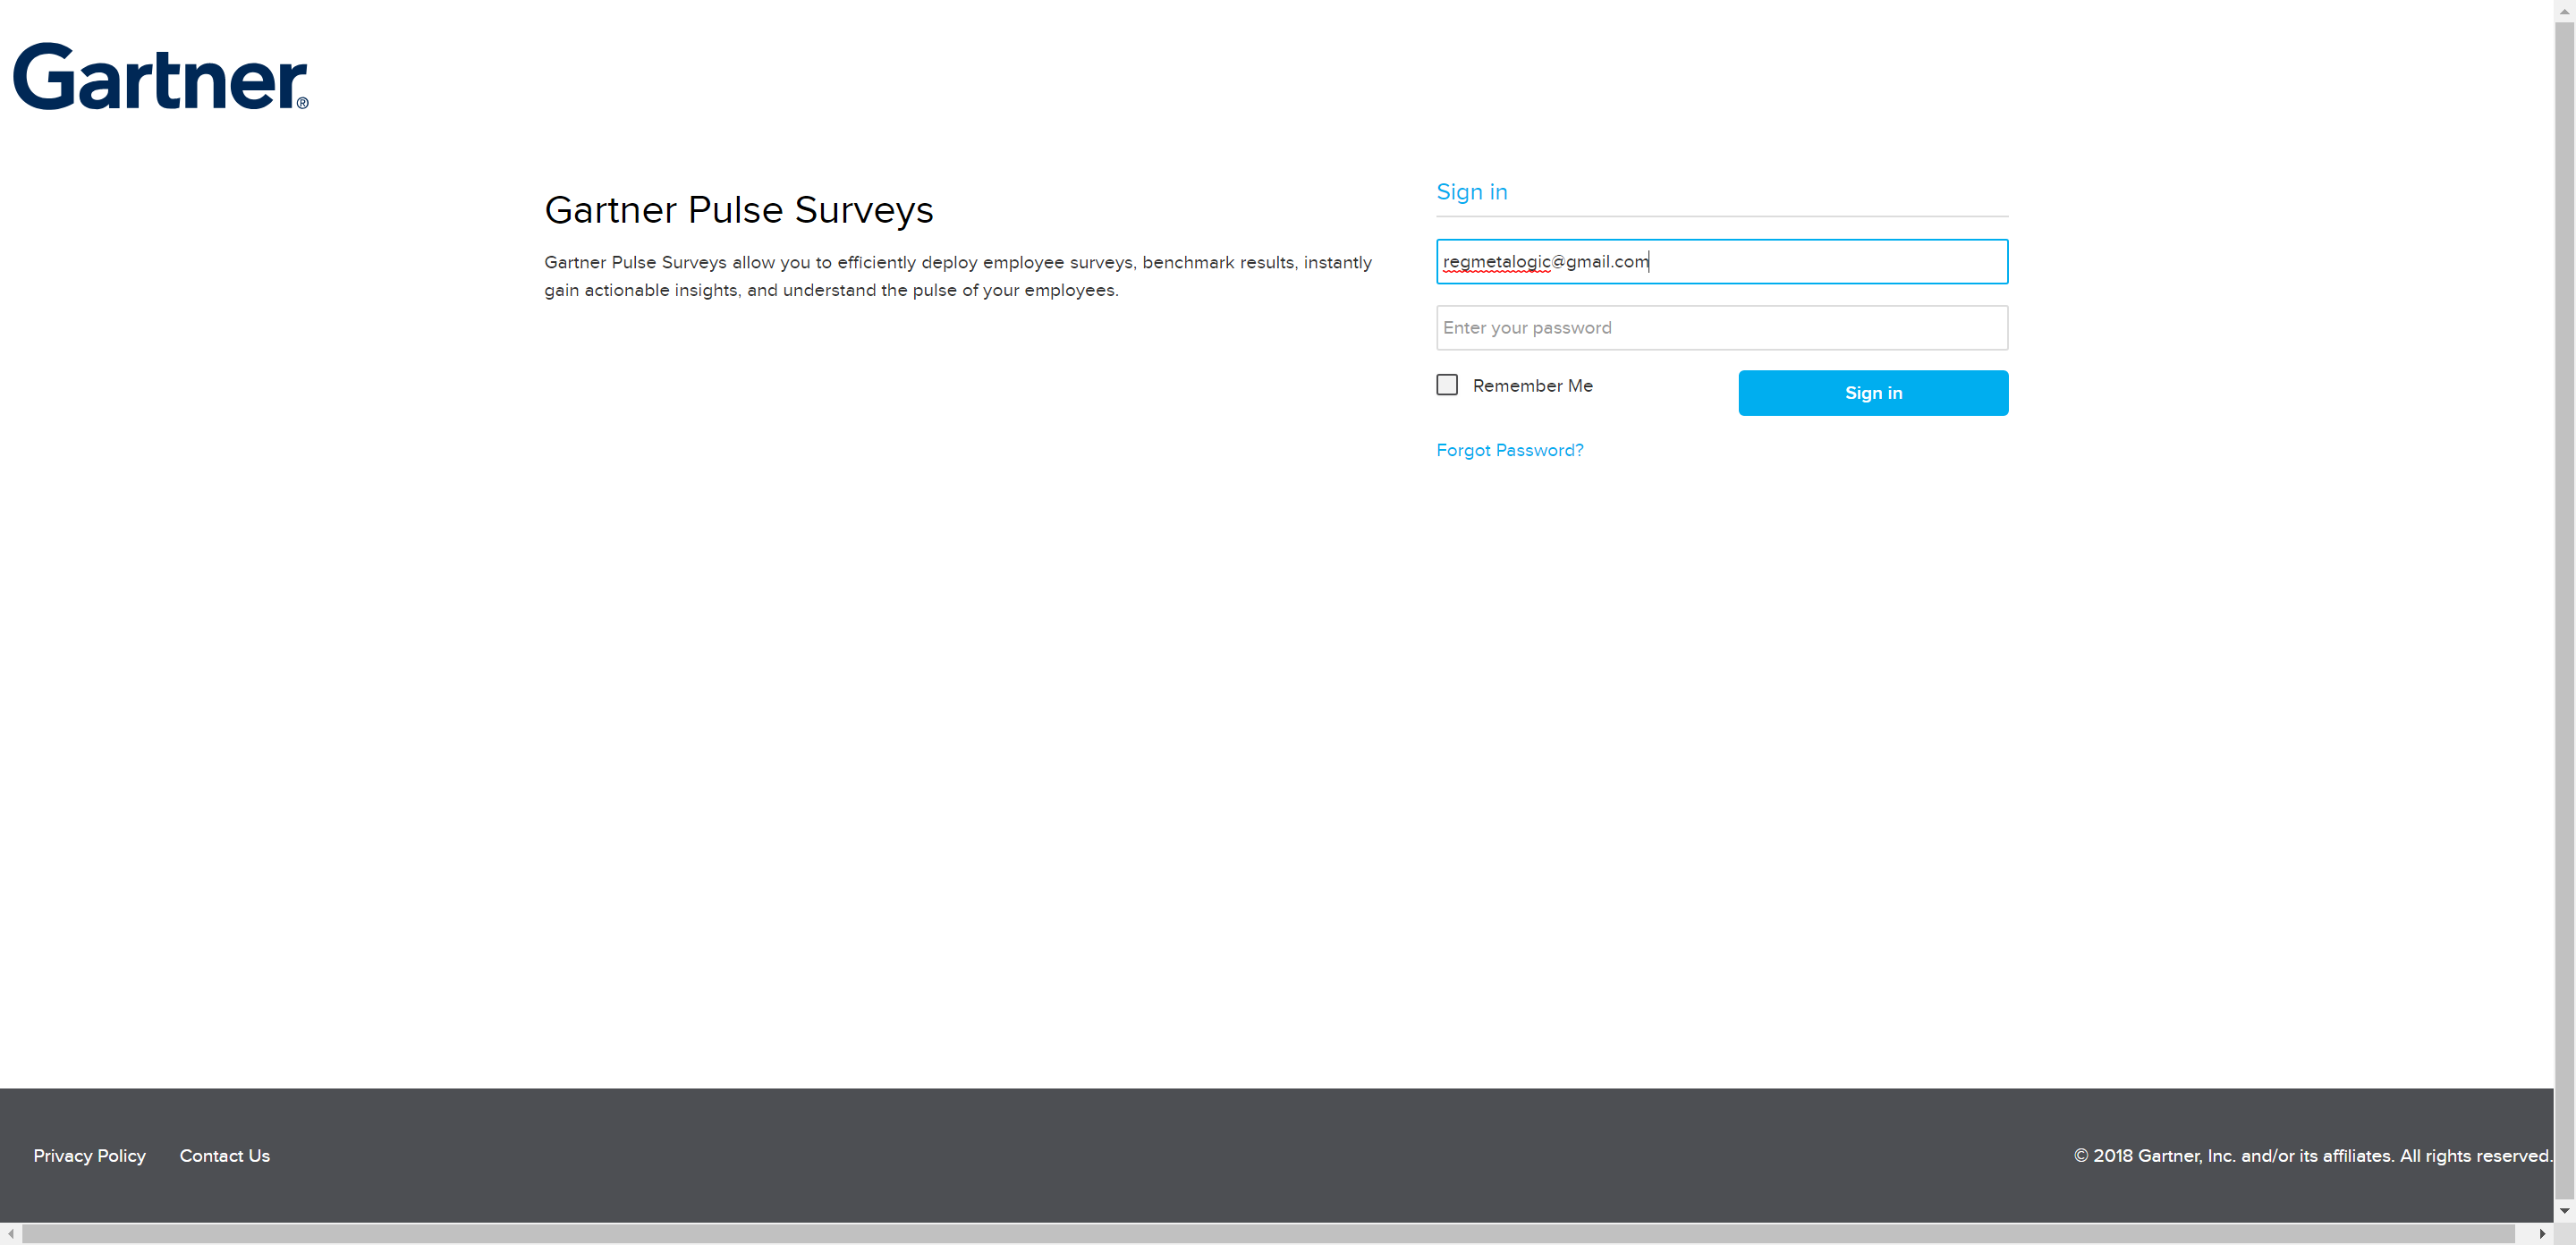 Gartner®
Gartner Pulse Surveys
Gartner Pulse Surveys allow you to efficiently deploy employee surveys, benchmark results, instantly
gain actionable insights, and understand the pulse of your employees.
Sign in
regmetalogic@gmail.com
Enter your password
Remember Me
Sign in
Forgot Password?
Privacy Policy
Contact Us
© 2018 Gartner, Inc. and/or its affiliates. All rights reserved.